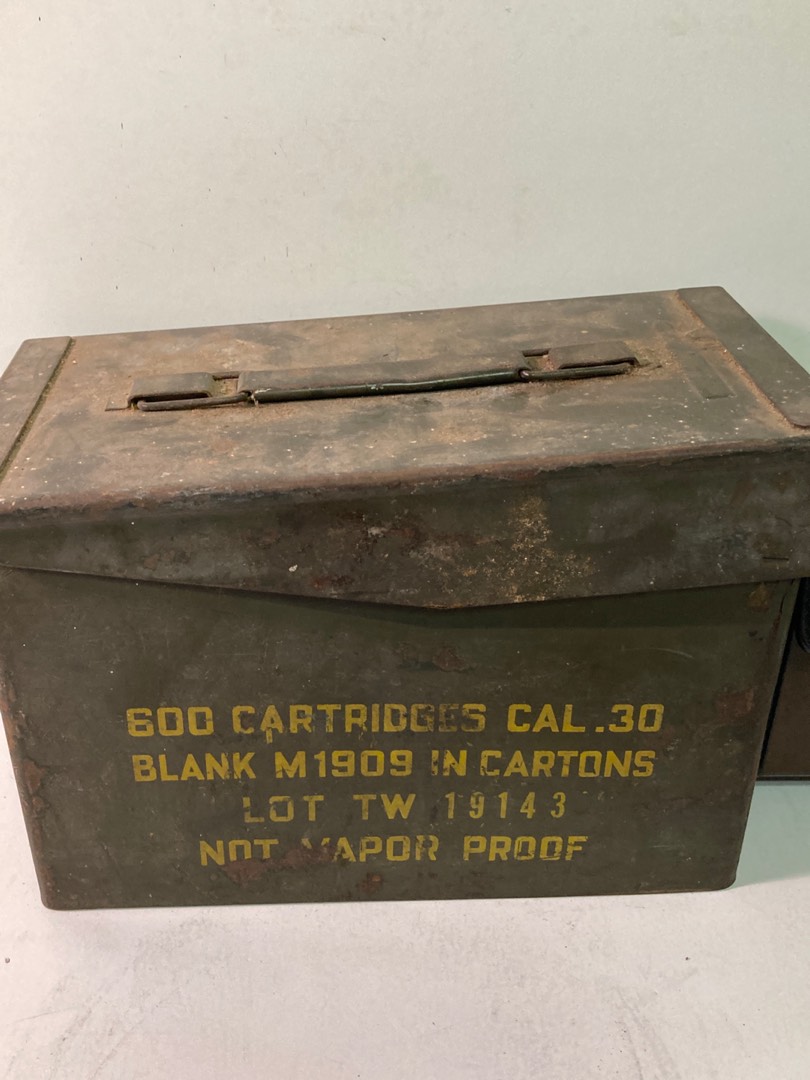 600 CARTRIDGES CAL .30
BLANK M1909 IN CARTONS
LOT TW 19143
NOT VAPOR PROOF